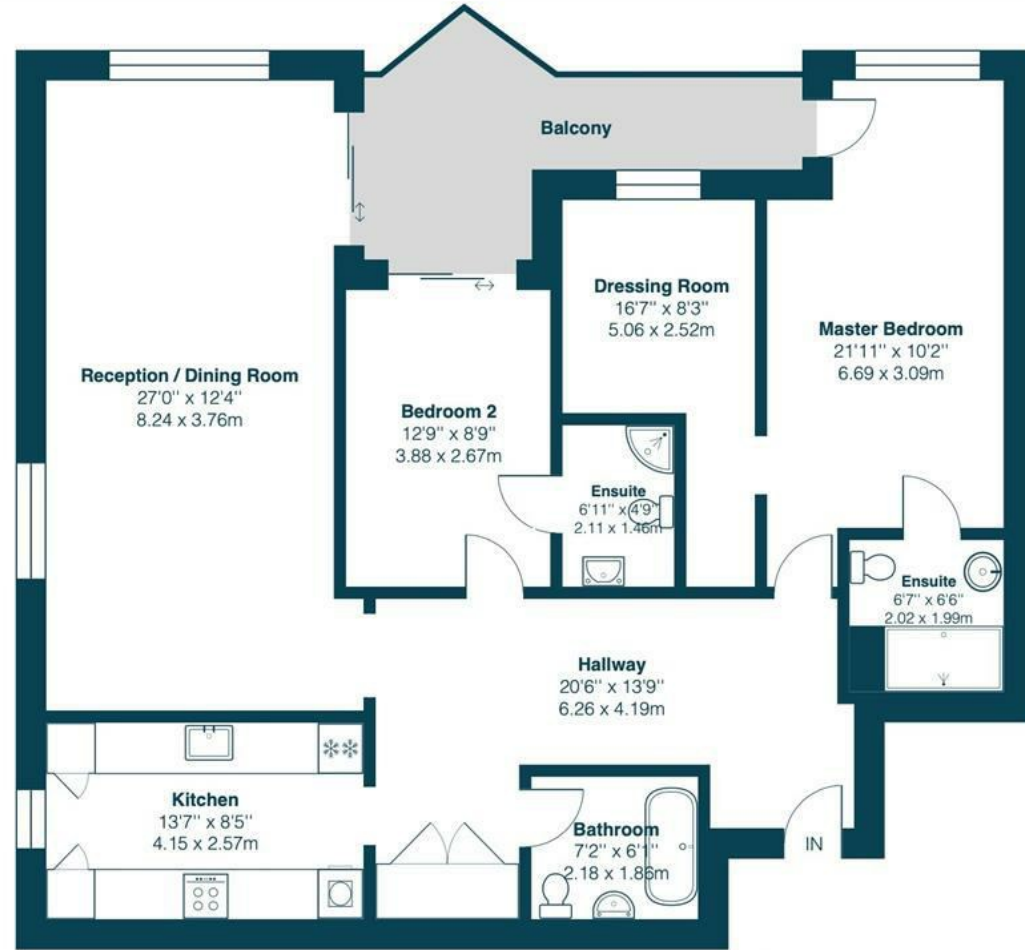 Balcony
Dressing Room
16'7" x 8'3"
5.06 x 2.52m
Master Bedroom
21'11" x 10'2"
6.69 x 3.09m
Reception / Dining Room
27'0" x 12'4"
8.24 x 3.76m
Bedroom 2
12'9" x 8'9"
3.88 x 2.67m
Ensuite
6'11" x 4'9"
2.11 x 1.46m
Ensuite
6'7" x 6'6"
2.02 x 1.99m
Hallway
20'6" x 13'9"
6.26 x 4.19m
Kitchen
13'7" x 8'5"
4.15 x 2.57m
Bathroom
7'2" x 6'1"
2.18 x 1.86m
IN